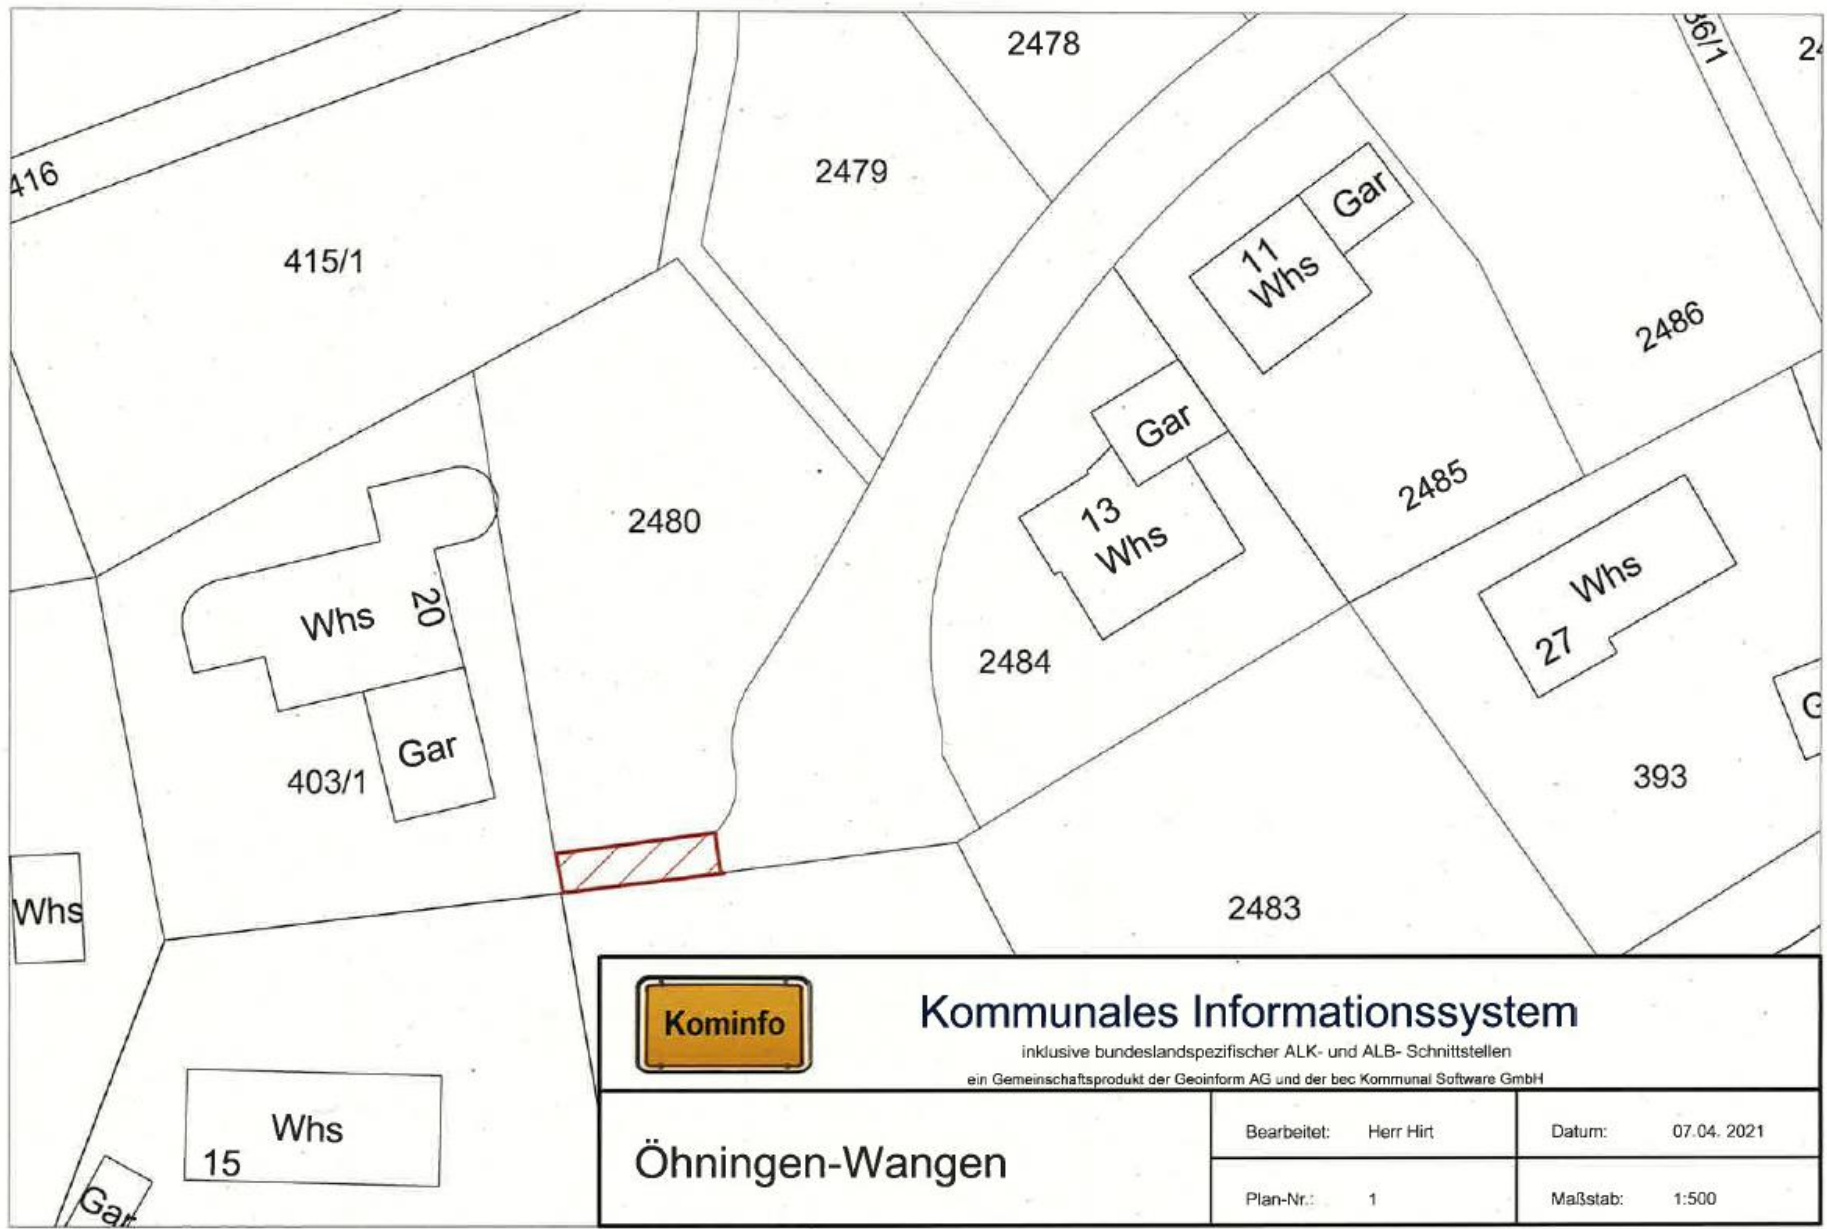 2478
36/1
416
2479
Gar
415/1
11
Whs
2486
Gar
2485
2480
13
Whs
Whs
20
Whs
27
2484
Gar
403/1
393
Whs
2483
Kominfo
Kommunales Informationssystem
inklusive bundeslandspezifischer ALK- und ALB- Schnittstellen
ein Gemeinschaftsprodukt der Geoinform AG und der bec Kommunal Software GmbH
Whs
15
Gar
Öhningen-Wangen
Bearbeitet: Herr Hirt
Datum: 07.04. 2021
Plan-Nr.: 1
Maßstab: 1:500